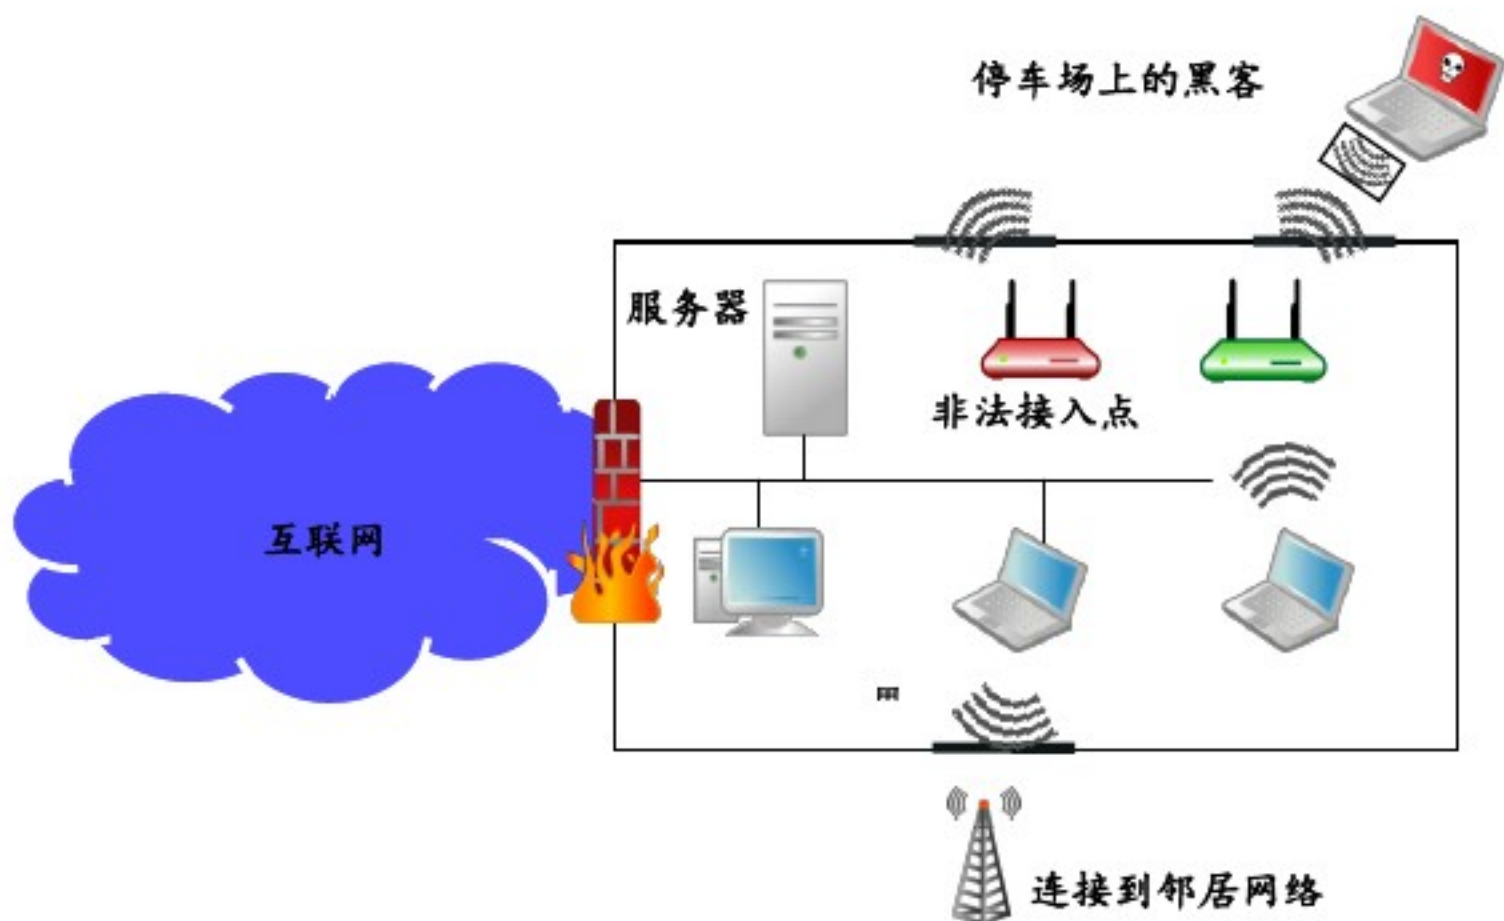 停车场上的黑客
服务器
非法接入点
互联网
连接到邻居网络